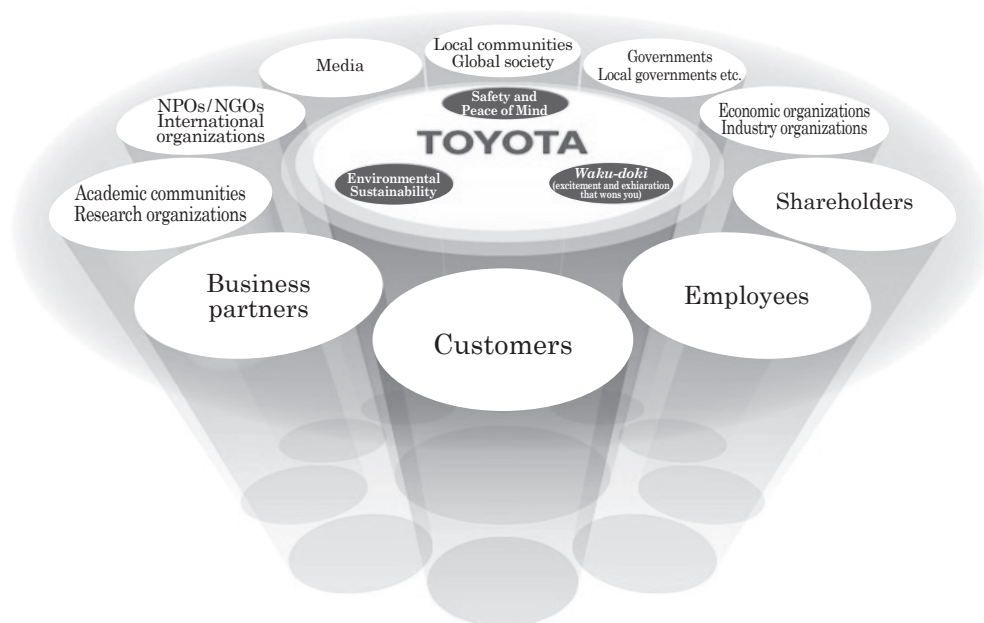 Local communities
Global society
Media
Governments
Local governments etc.
NPOs/NGOs
International
organizations
Safety and
Peace of Mind
Economic organizations
Industry organizations
TOYOTA
Environmental
Sustainability
Waku-doki
(excitement and exhiaration
that wons you)
Academic communities
Research organizations
Shareholders
Business
partners
Employees
Customers